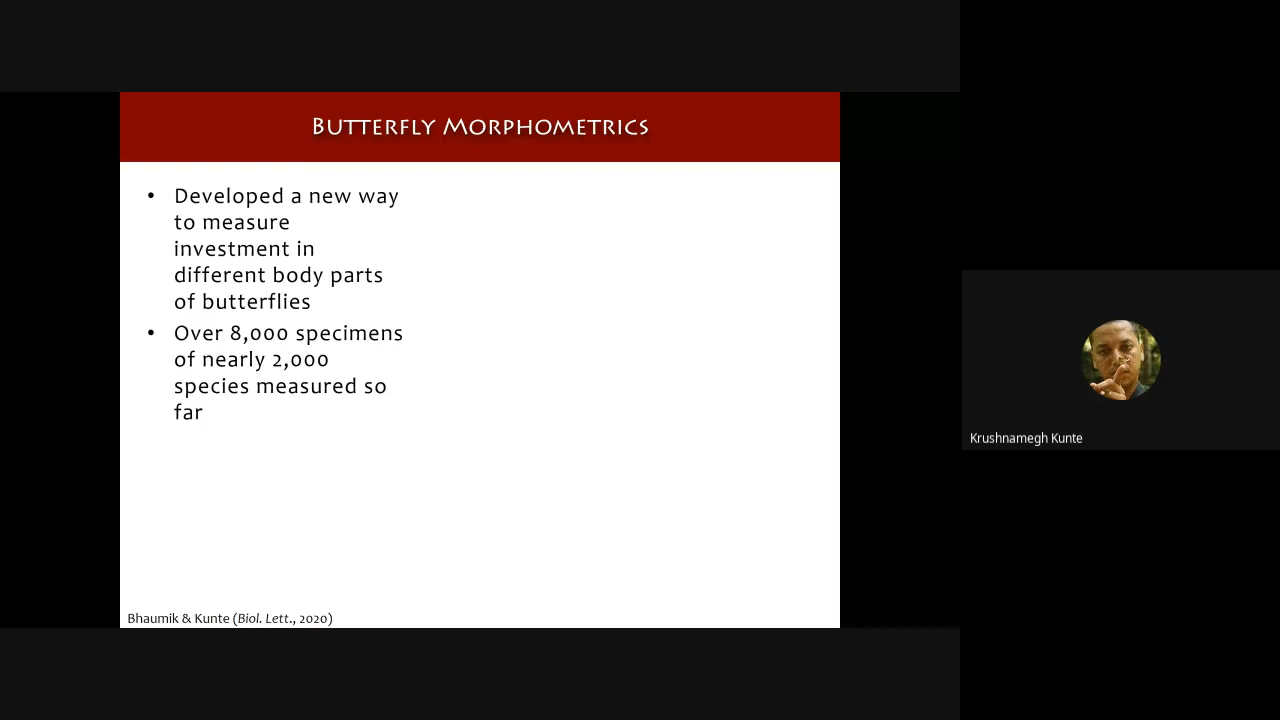 Butterfly Morphometrics
• Developed a new way
to measure
investment in
different body parts
of butterflies
• Over 8,000 specimens
of nearly 2,000
species measured so
far
Bhaumik & Kunte (Biol. Lett., 2020)
Krushnamegh Kunte